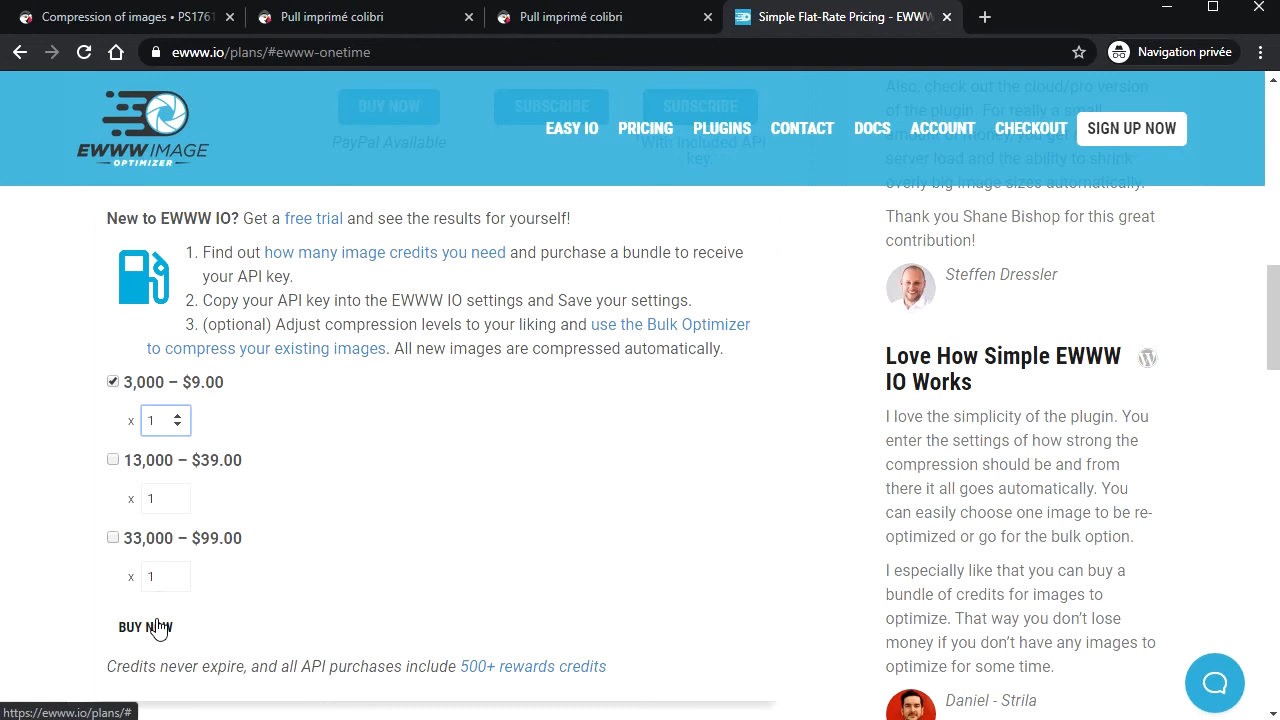 Compression of images • PS1761
Pull imprimé colibri
Pull imprimé colibri
Simple Flat-Rate Pricing - EWWW
ewww.io/plans/#ewww-onetime
Navigation privée
EWWW IMAGE
OPTIMIZER
EASY IO
PRICING
PLUGINS
CONTACT
DOCS
ACCOUNT
CHECKOUT
SIGN UP NOW
BUY NOW
SUBSCRIBE
SUBSCRIBE
PayPal Available
With included API
key.
New to EWWW IO? Get a free trial and see the results for yourself!
1. Find out how many image credits you need and purchase a bundle to receive
your API key.
2. Copy your API key into the EWWW IO settings and Save your settings.
3. (optional) Adjust compression levels to your liking and use the Bulk Optimizer
to compress your existing images. All new images are compressed automatically.
3,000 – $9.00
x 1
13,000 – $39.00
x 1
33,000 – $99.00
x 1
BUY NOW
Credits never expire, and all API purchases include 500+ rewards credits
Also, check out the cloud/pro version
of the plugin. For really a small
server load and the ability to shrink
overly big image sizes automatically.
Thank you Shane Bishop for this great
contribution!
Steffen Dressler
Love How Simple EWWW
IO Works
I love the simplicity of the plugin. You
enter the settings of how strong the
compression should be and from
there it all goes automatically. You
can easily choose one image to be re-
optimized or go for the bulk option.
I especially like that you can buy a
bundle of credits for images to
optimize. That way you don’t lose
money if you don’t have any images to
optimize for some time.
Daniel - Strila
https://ewww.io/plans/#